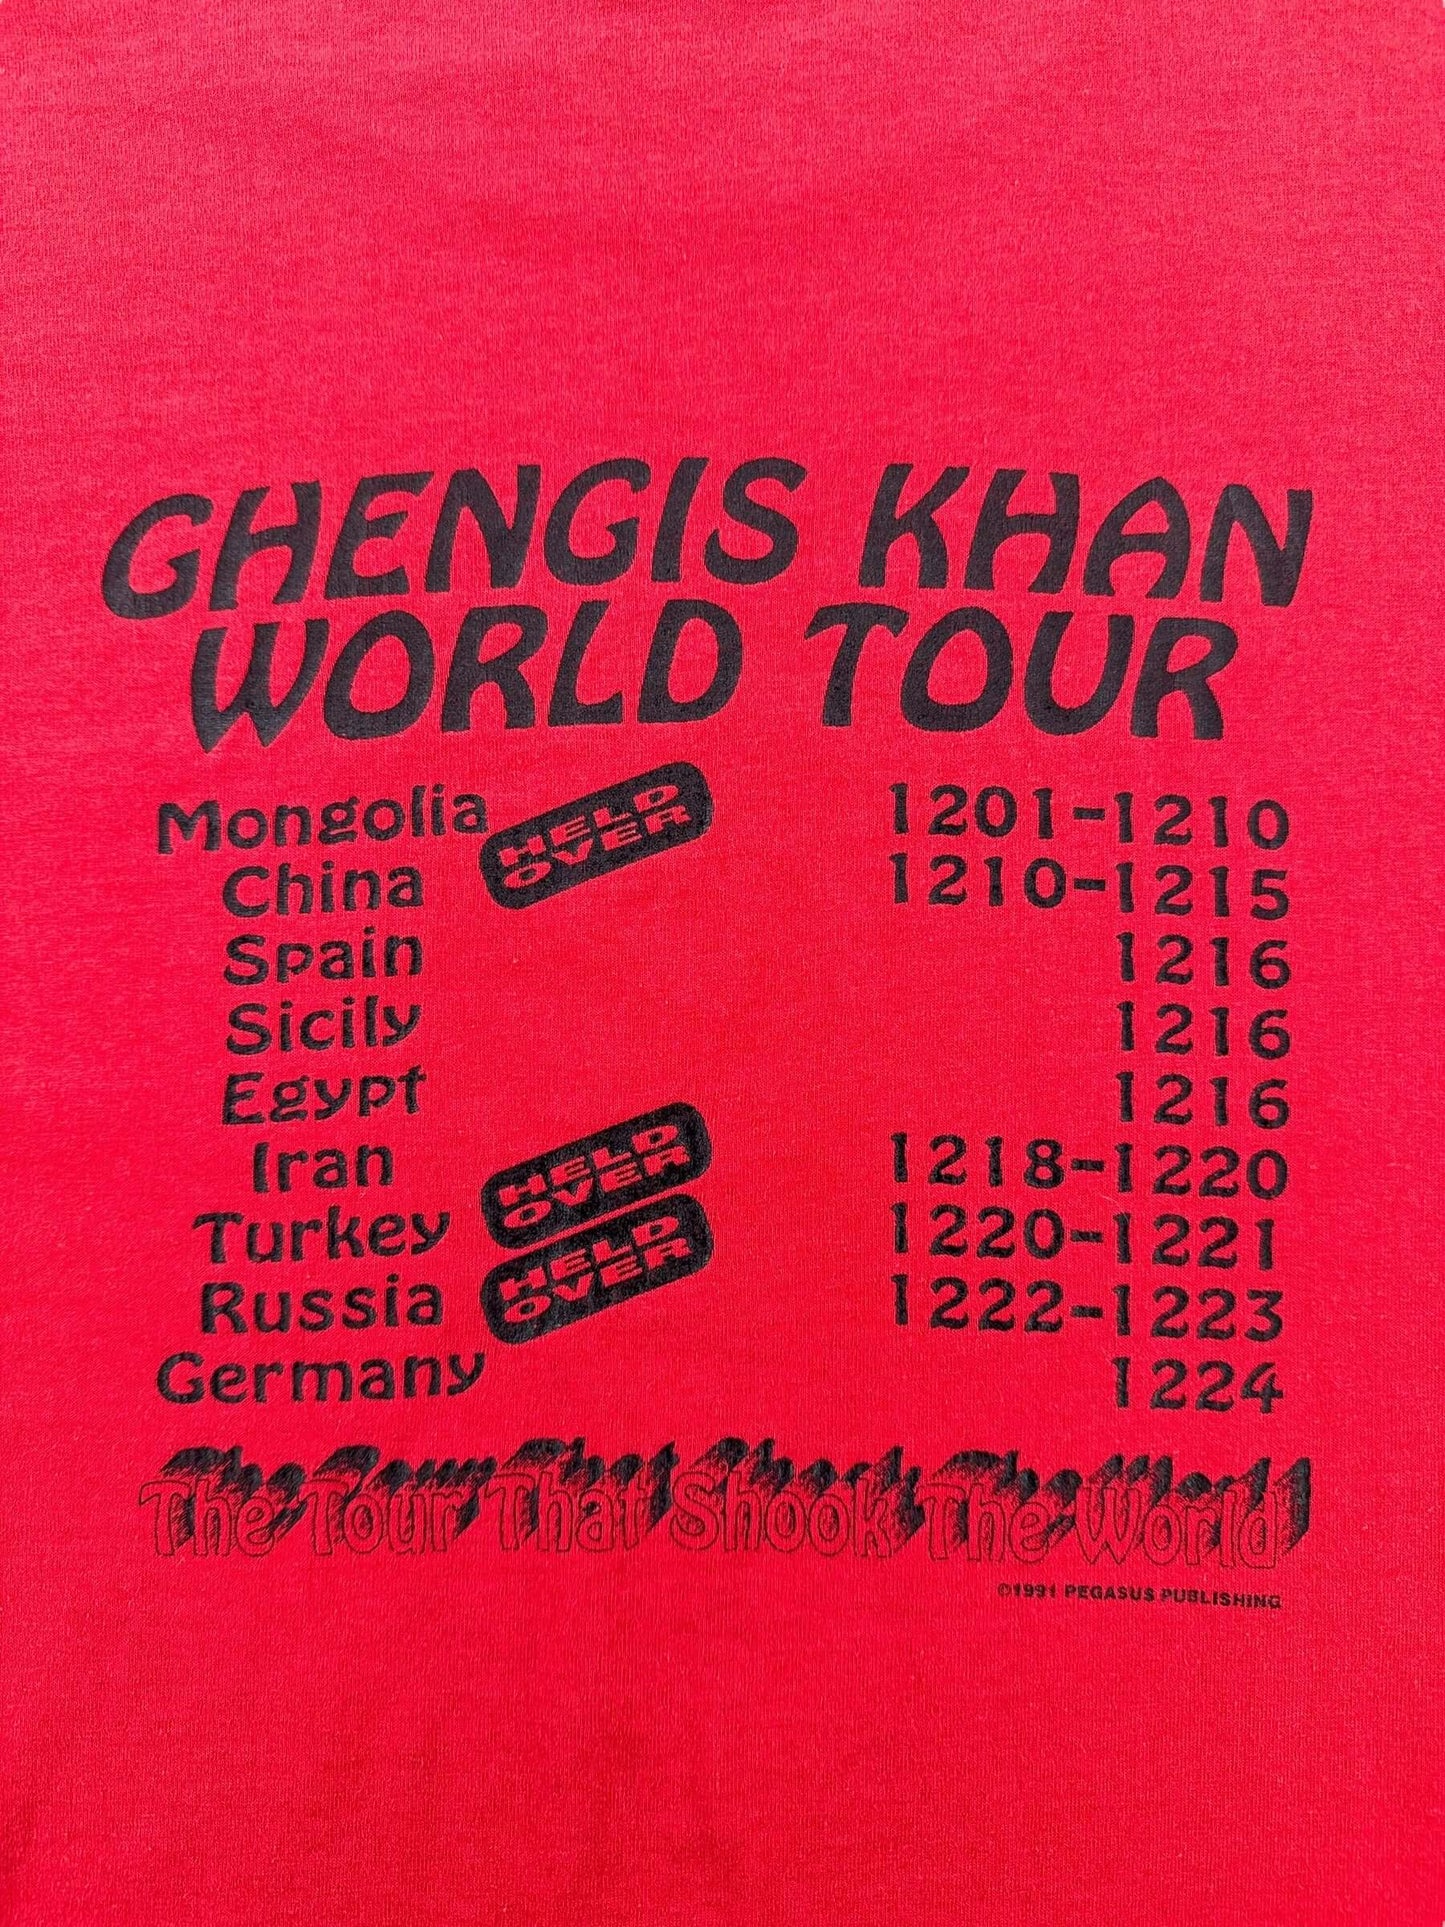 GHENGIS KHAN
WORLD TOUR
Mongolia HELD OVER 1201-1210
China 1210-1215
Spain 1216
Sicily 1216
Egypt 1216
Iran 1218-1220
Turkey HELD OVER 1220-1221
Russia HELD OVER 1222-1223
Germany 1224
The Tour That Shook The World
©1991 PEGASUS PUBLISHING